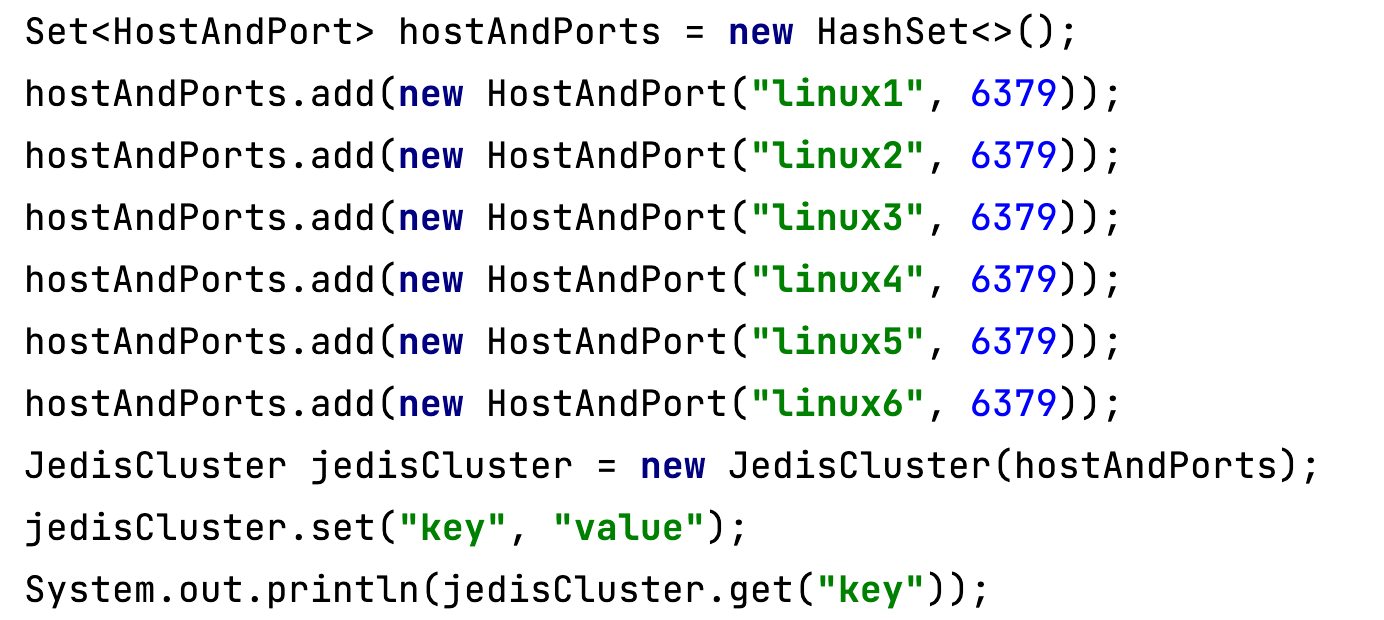 Set<HostAndPort> hostAndPorts = new HashSet<>();
hostAndPorts.add(new HostAndPort("linux1", 6379));
hostAndPorts.add(new HostAndPort("linux2", 6379));
hostAndPorts.add(new HostAndPort("linux3", 6379));
hostAndPorts.add(new HostAndPort("linux4", 6379));
hostAndPorts.add(new HostAndPort("linux5", 6379));
hostAndPorts.add(new HostAndPort("linux6", 6379));
JedisCluster jedisCluster = new JedisCluster(hostAndPorts);
jedisCluster.set("key", "value");
System.out.println(jedisCluster.get("key"));